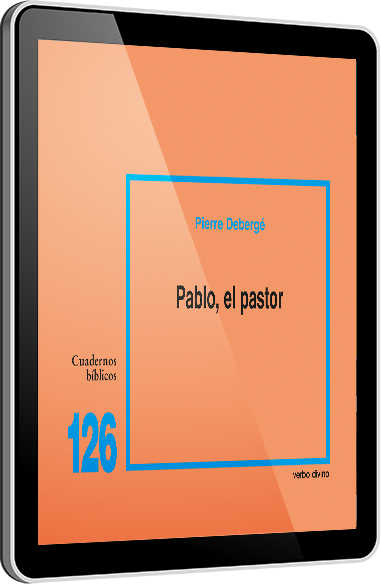 Pierre Debergé
Pablo, el pastor
Cuadernos
bíblicos
126
verbo divino